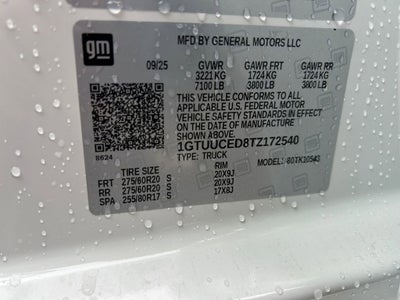 gm
MFD BY GENERAL MOTORS LLC
09/25 GVWR GAWR FRT GAWR RR
3221 KG 1724 KG 1724 KG
7100 LB 3800 LB 3800 LB
THIS VEHICLE CONFORMS TO ALL
APPLICABLE U.S. FEDERAL MOTOR
VEHICLE SAFETY STANDARDS IN
EFFECT ON THE DATE OF MANUFACTURE
SHOWN ABOVE.
1GTUUCED8TZ172540
8624 TYPE: TRUCK
TIRE SIZE RIM
FRT 275/60R20 S 20X9J
RR 275/60R20 S 20X9J
SPA 255/80R17 S 17X8J